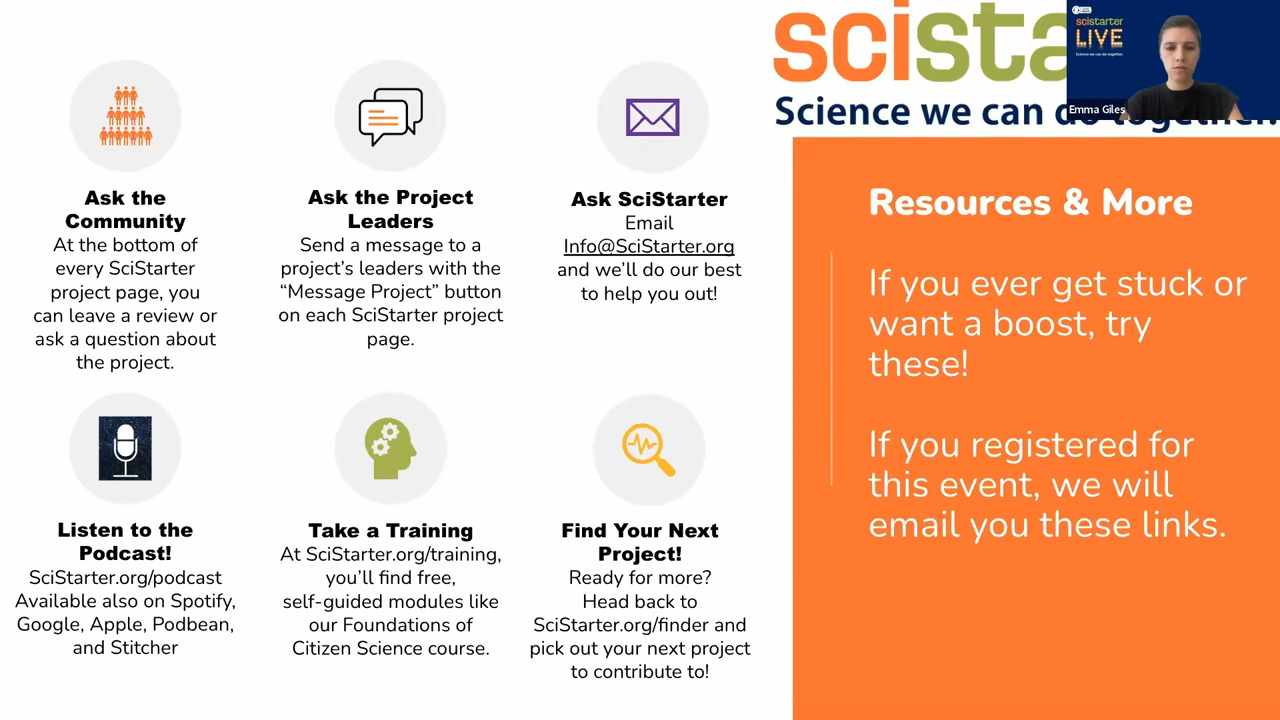 scista
Science we can do together.
scistarter
LIVE
Science we can do together.
Emma Giles
Ask the
Community
At the bottom of
every SciStarter
project page, you
can leave a review or
ask a question about
the project.
Ask the Project
Leaders
Send a message to a
project's leaders with the
“Message Project” button
on each SciStarter project
page.
Ask SciStarter
Email
Info@SciStarter.org
and we'll do our best
to help you out!
Listen to the
Podcast!
SciStarter.org/podcast
Available also on Spotify,
Google, Apple, Podbean,
and Stitcher
Take a Training
At SciStarter.org/training,
you'll find free,
self-guided modules like
our Foundations of
Citizen Science course.
Find Your Next
Project!
Ready for more?
Head back to
SciStarter.org/finder and
pick out your next project
to contribute to!
Resources & More
If you ever get stuck or
want a boost, try
these!
If you registered for
this event, we will
email you these links.